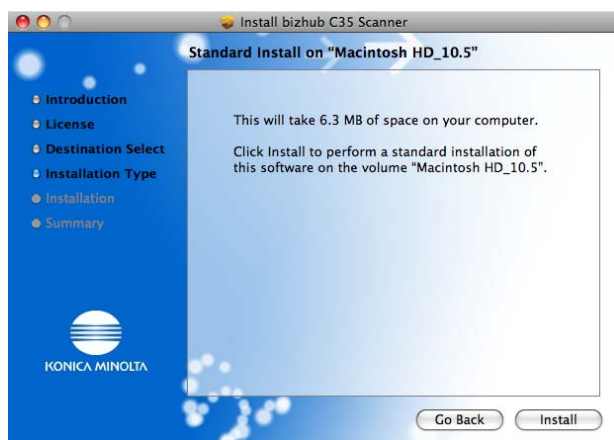 Install bizhub C35 Scanner
Standard Install on “Macintosh HD_10.5”
Introduction
License
Destination Select
Installation Type
Installation
Summary
This will take 6.3 MB of space on your computer.
Click Install to perform a standard installation of
this software on the volume “Macintosh HD_10.5”.
KONICA MINOLTA
Go Back
Install